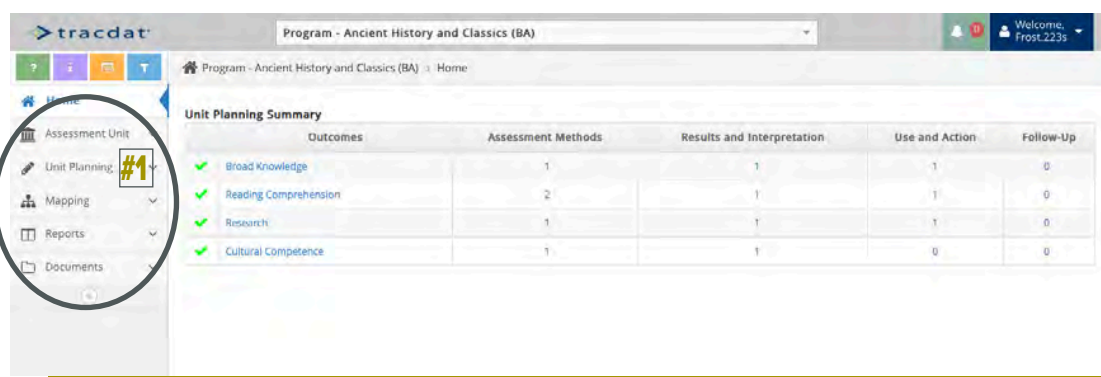 tracdat
Program - Ancient History and Classics (BA)
Welcome,
Frost.223s
? i T
Program - Ancient History and Classics (BA) Home
Home
Assessment Unit
Unit Planning
#1
Mapping
Reports
Documents
Unit Planning Summary
Outcomes Assessment Methods Results and Interpretation Use and Action Follow-Up
Broad Knowledge 1 1 1 0
Reading Comprehension 2 1 1 0
Research 1 1 1 0
Cultural Competence 1 1 0 0